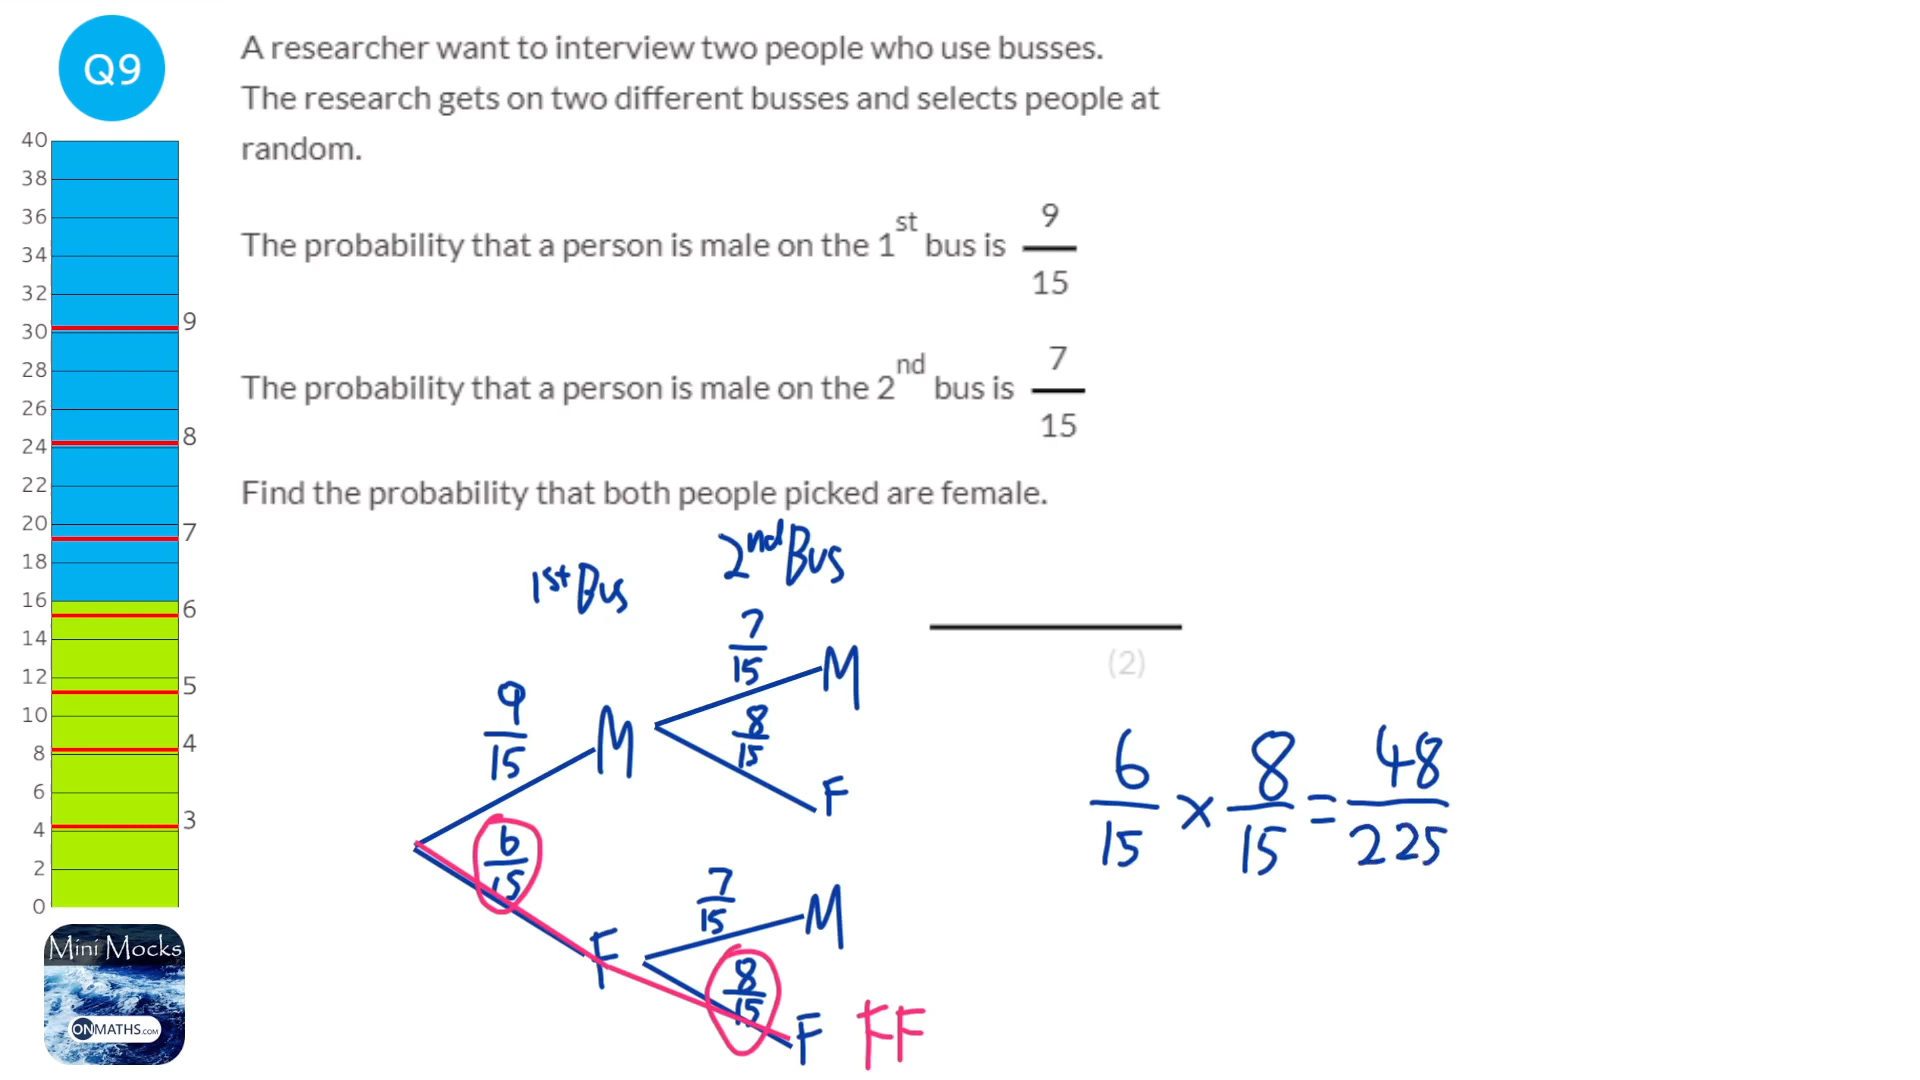 Q9
A researcher want to interview two people who use busses.
The research gets on two different busses and selects people at
random.
The probability that a person is male on the 1st bus is 9/15
The probability that a person is male on the 2nd bus is 7/15
Find the probability that both people picked are female.
(2)
40
38
36
34
32
30
28
26
24
22
20
18
16
14
12
10
8
6
4
2
0
9
8
7
6
5
4
3
Mini Mocks
ONMATHS.COM
1st Bus
2nd Bus
9/15 M
7/15 M
8/15 F
6/15 F
7/15 M
8/15 F FF
6/15 × 8/15 = 48/225